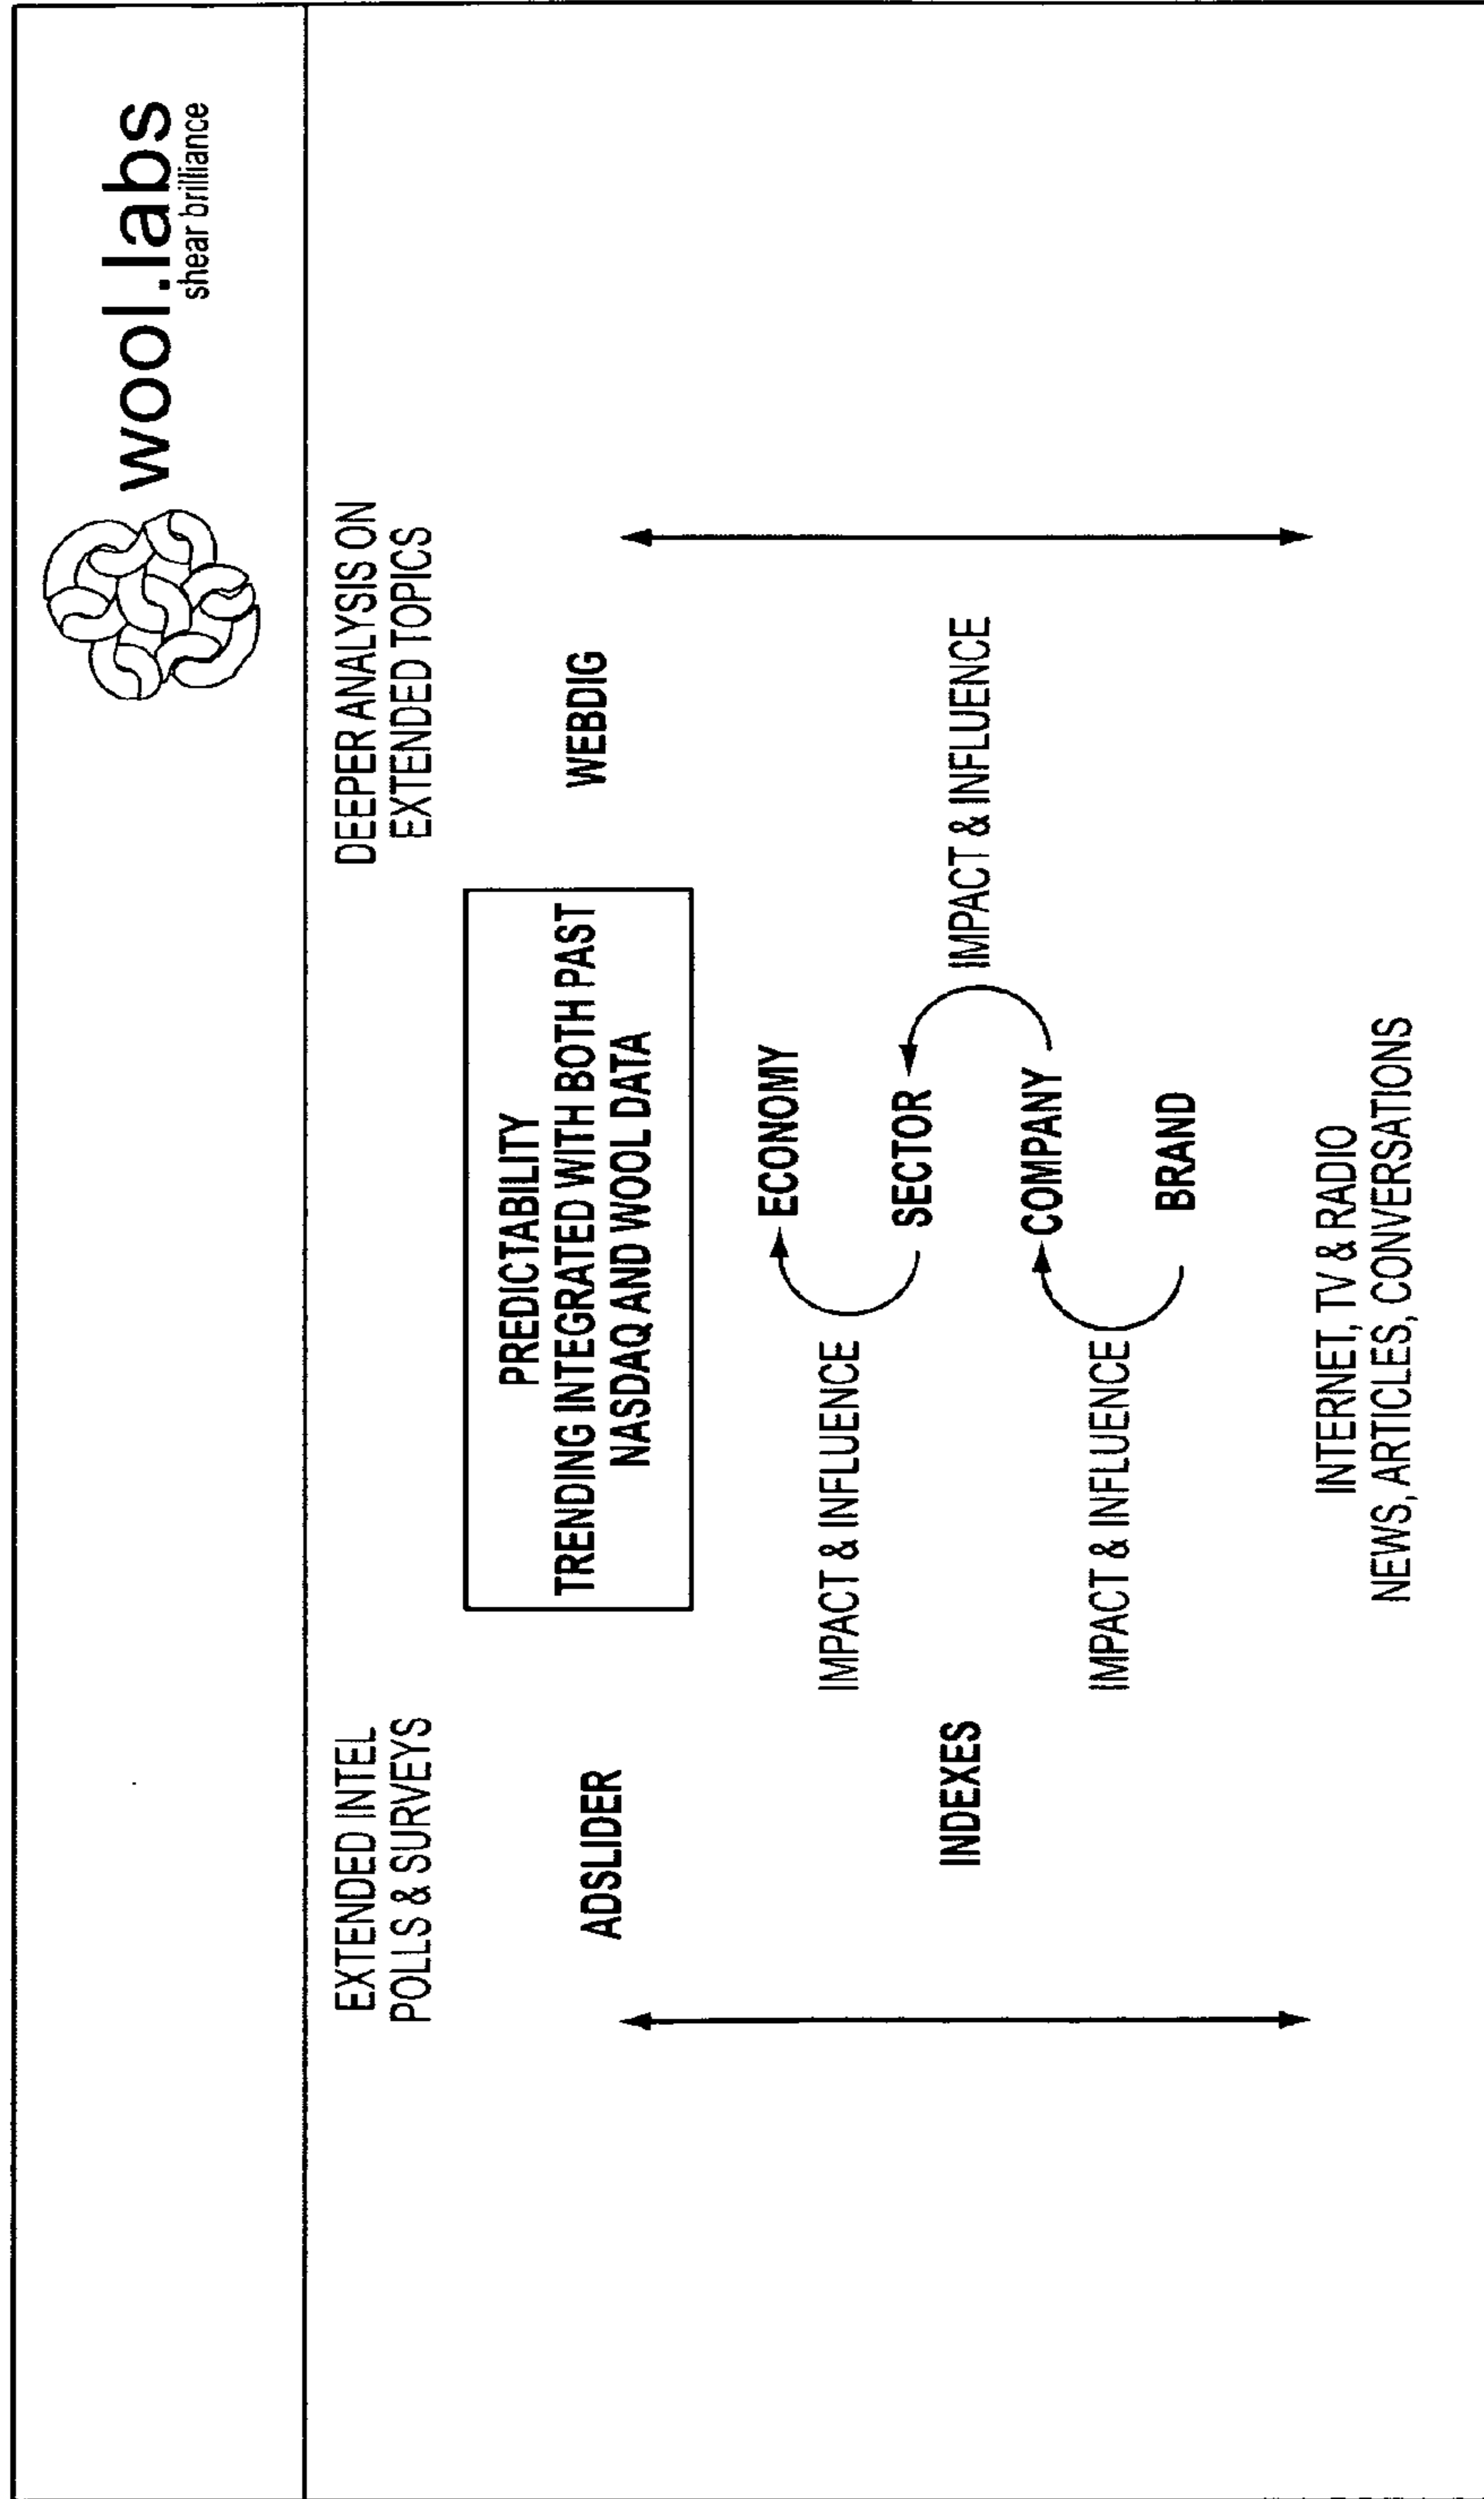 wool.labs
shear brilliance
EXTENDED INTEL
POLLS & SURVEYS
DEEPER ANALYSIS ON
EXTENDED TOPICS
PREDICTABILITY
TRENDING INTEGRATED WITH BOTH PAST
NASDAQ AND WOOL DATA
ADSLIDER
WEBDIG
ECONOMY
IMPACT & INFLUENCE
SECTOR
INDEXES
IMPACT & INFLUENCE
COMPANY
IMPACT & INFLUENCE
BRAND
INTERNET, TV & RADIO
NEWS, ARTICLES, CONVERSATIONS